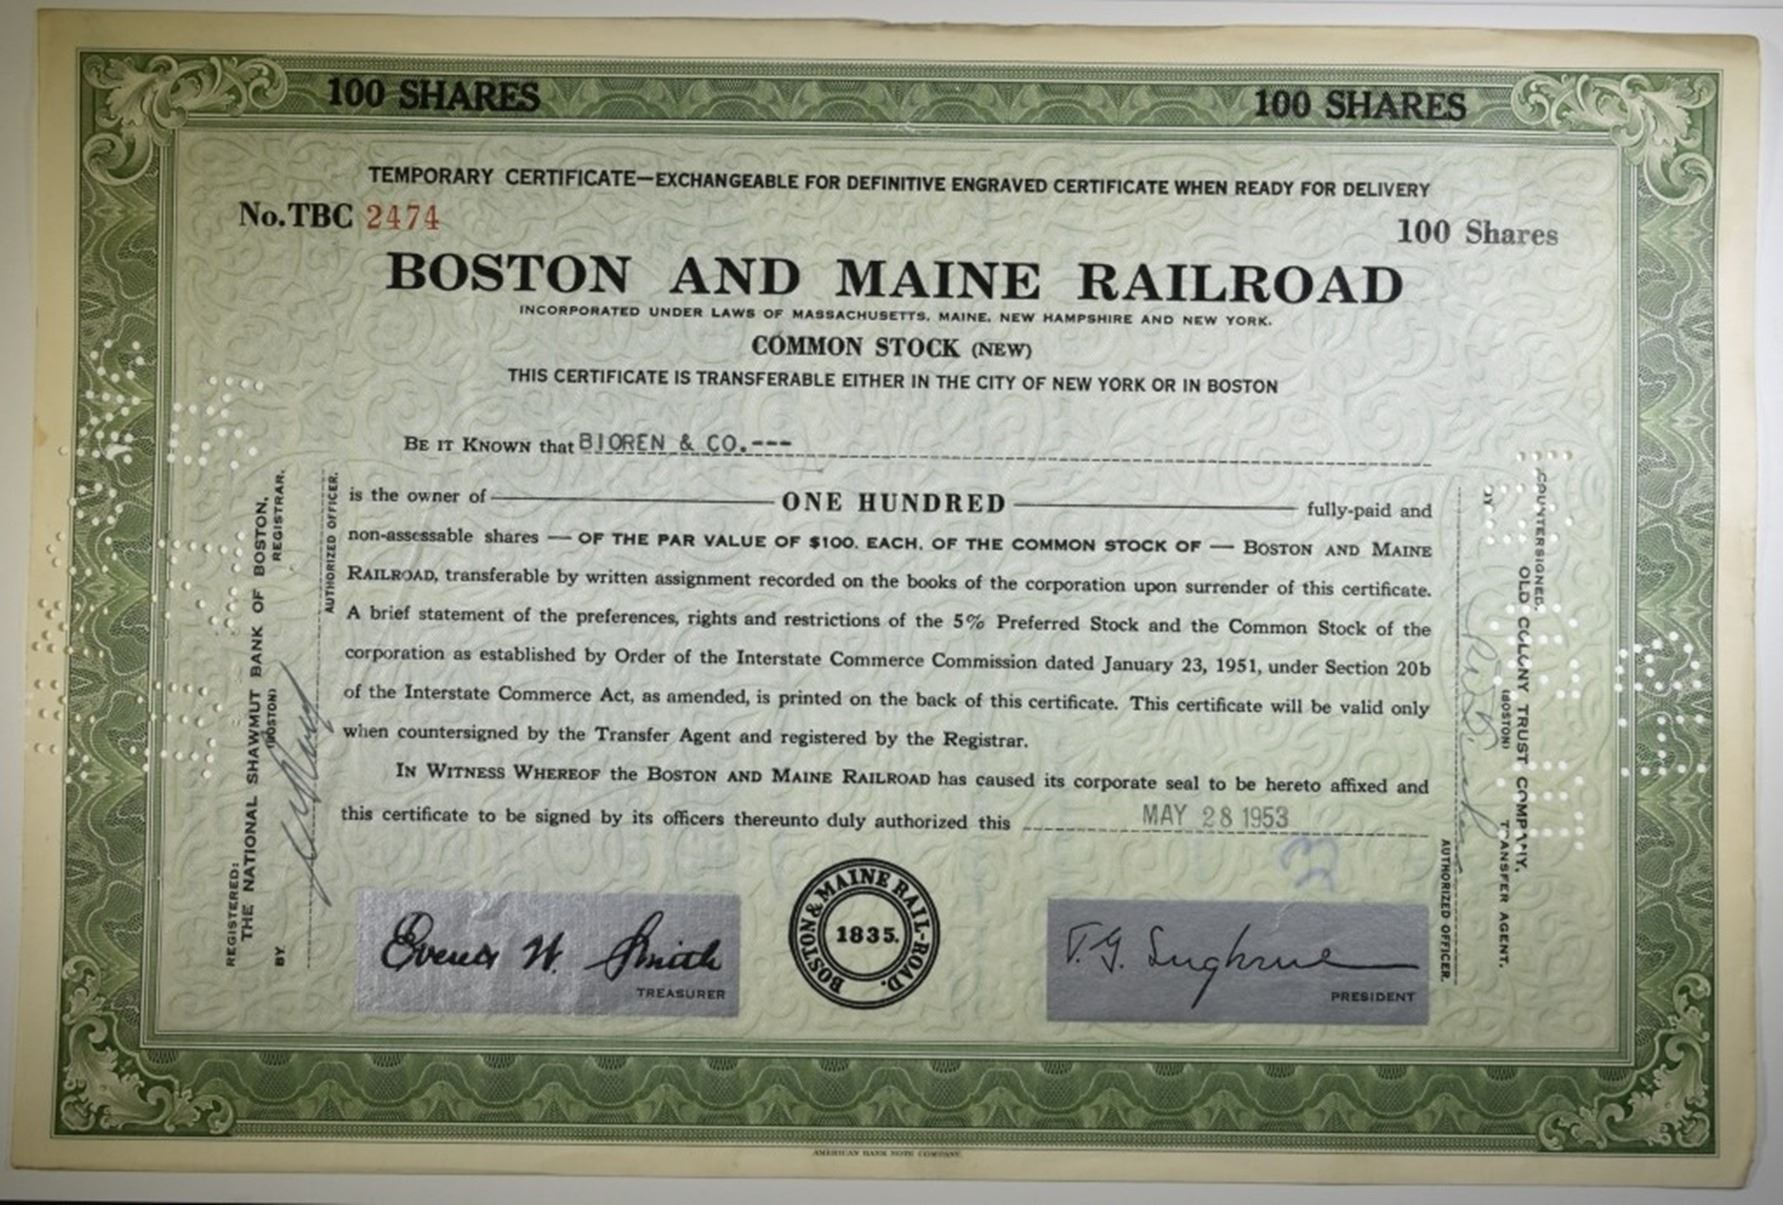 100 SHARES 100 SHARES
TEMPORARY CERTIFICATE—EXCHANGEABLE FOR DEFINITIVE ENGRAVED CERTIFICATE WHEN READY FOR DELIVERY
No. TBC 2474 100 Shares
BOSTON AND MAINE RAILROAD
INCORPORATED UNDER LAWS OF MASSACHUSETTS, MAINE, NEW HAMPSHIRE AND NEW YORK.
COMMON STOCK (NEW)
THIS CERTIFICATE IS TRANSFERABLE EITHER IN THE CITY OF NEW YORK OR IN BOSTON
BE IT KNOWN that BIOREN & CO.---
is the owner of — ONE HUNDRED — fully-paid and
non-assessable shares — OF THE PAR VALUE OF $100. EACH, OF THE COMMON STOCK OF — BOSTON AND MAINE
RAILROAD, transferable by written assignment recorded on the books of the corporation upon surrender of this certificate.
A brief statement of the preferences, rights and restrictions of the 5% Preferred Stock and the Common Stock of the
corporation as established by Order of the Interstate Commerce Commission dated January 23, 1951, under Section 20b
of the Interstate Commerce Act, as amended, is printed on the back of this certificate. This certificate will be valid only
when countersigned by the Transfer Agent and registered by the Registrar.
IN WITNESS WHEREOF the BOSTON AND MAINE RAILROAD has caused its corporate seal to be hereto affixed and
this certificate to be signed by its officers thereunto duly authorized this MAY 28 1953
3
Everett W. Smith
TREASURER
BOSTON & MAINE RAIL-ROAD.
1835.
T. G. Sughrue
PRESIDENT
REGISTERED:
THE NATIONAL SHAWMUT BANK OF BOSTON,
(BOSTON) REGISTRAR.
BY
AUTHORIZED OFFICER.
COUNTERSIGNED.
OLD COLONY TRUST COMPANY,
(BOSTON) TRANSFER AGENT.
BY
AUTHORIZED OFFICER.
AMERICAN BANK NOTE COMPANY.